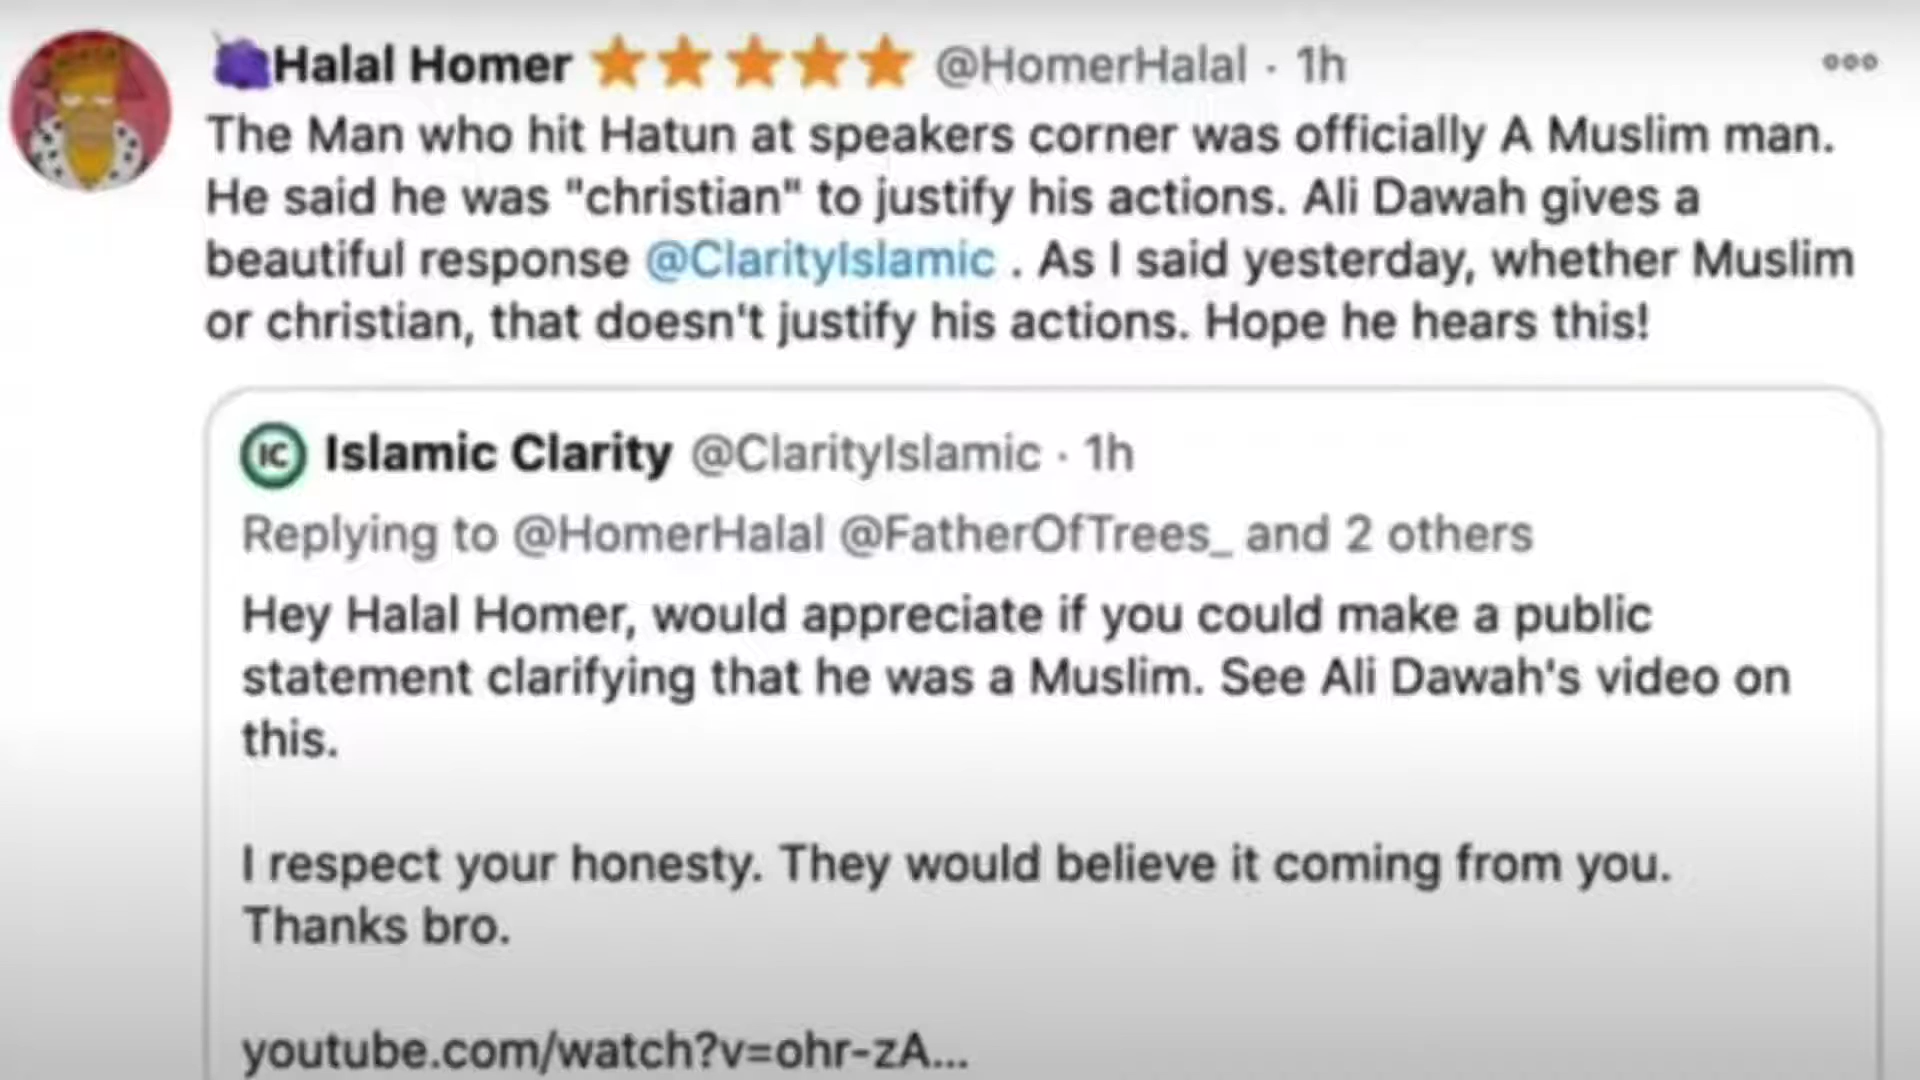 Halal Homer @HomerHalal · 1h
The Man who hit Hatun at speakers corner was officially A Muslim man.
He said he was "christian" to justify his actions. Ali Dawah gives a
beautiful response @ClarityIslamic . As I said yesterday, whether Muslim
or christian, that doesn't justify his actions. Hope he hears this!
IC Islamic Clarity @ClarityIslamic · 1h
Replying to @HomerHalal @FatherOfTrees_ and 2 others
Hey Halal Homer, would appreciate if you could make a public
statement clarifying that he was a Muslim. See Ali Dawah's video on
this.
I respect your honesty. They would believe it coming from you.
Thanks bro.
youtube.com/watch?v=ohr-zA...